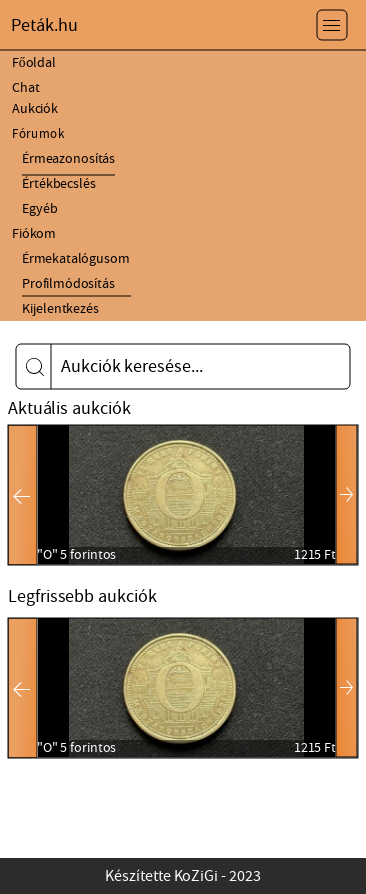 Peták.hu
Főoldal
Chat
Aukciók
Fórumok
Érmeazonosítás
Értékbecslés
Egyéb
Fiókom
Érmekatalógusom
Profilmódosítás
Kijelentkezés
Aukciók keresése...
Aktuális aukciók
"O" 5 forintos 1215 Ft
Legfrissebb aukciók
"O" 5 forintos 1215 Ft
Készítette KoZiGi - 2023